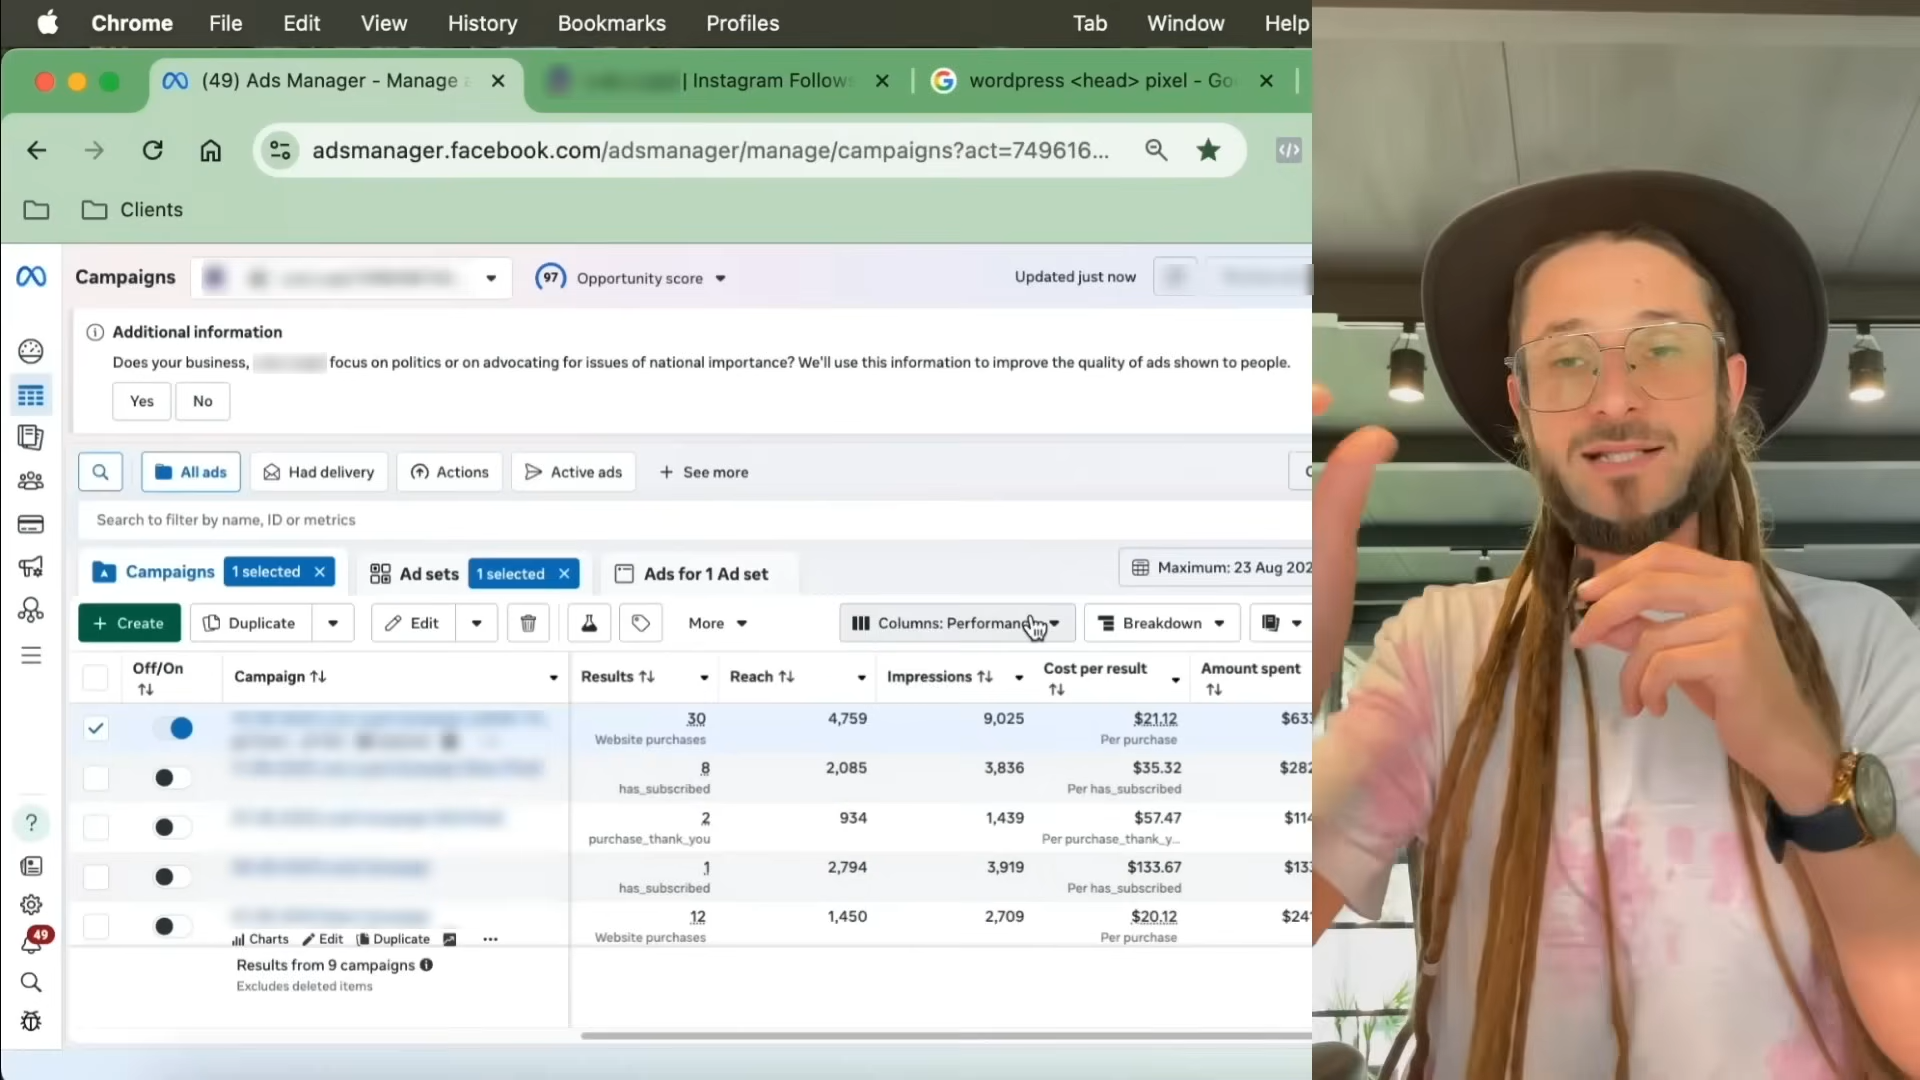 Chrome File Edit View History Bookmarks Profiles Tab Window Help
(49) Ads Manager - Manage
| Instagram Follow
wordpress <head> pixel - Go
adsmanager.facebook.com/adsmanager/manage/campaigns?act=749616...
Clients
Campaigns
97 Opportunity score
Updated just now
Additional information
Does your business, focus on politics or on advocating for issues of national importance? We'll use this information to improve the quality of ads shown to people.
Yes No
All ads Had delivery Actions Active ads + See more
Search to filter by name, ID or metrics
Campaigns 1 selected Ad sets 1 selected Ads for 1 Ad set Maximum: 23 Aug 202
+ Create Duplicate Edit More Columns: Performan Breakdown
Off/On Campaign Results Reach Impressions Cost per result Amount spent
30 4,759 9,025 $21.12 $633
Website purchases Per purchase
8 2,085 3,836 $35.32 $282
has_subscribed Per has_subscribed
2 934 1,439 $57.47 $114
purchase_thank_you Per purchase_thank_y...
1 2,794 3,919 $133.67 $133
has_subscribed Per has_subscribed
12 1,450 2,709 $20.12 $241
Charts Edit Duplicate ...
Website purchases Per purchase
Results from 9 campaigns
Excludes deleted items
49